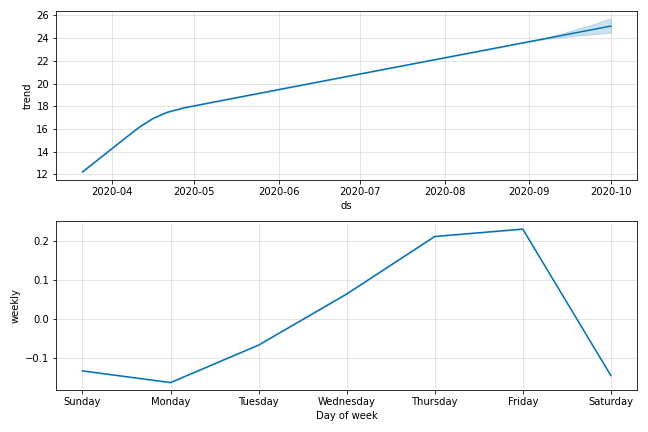 26
24
22
20
18
16
14
12
trend
2020-04 2020-05 2020-06 2020-07 2020-08 2020-09 2020-10
ds
0.2
0.1
0.0
−0.1
weekly
Sunday Monday Tuesday Wednesday Thursday Friday Saturday
Day of week